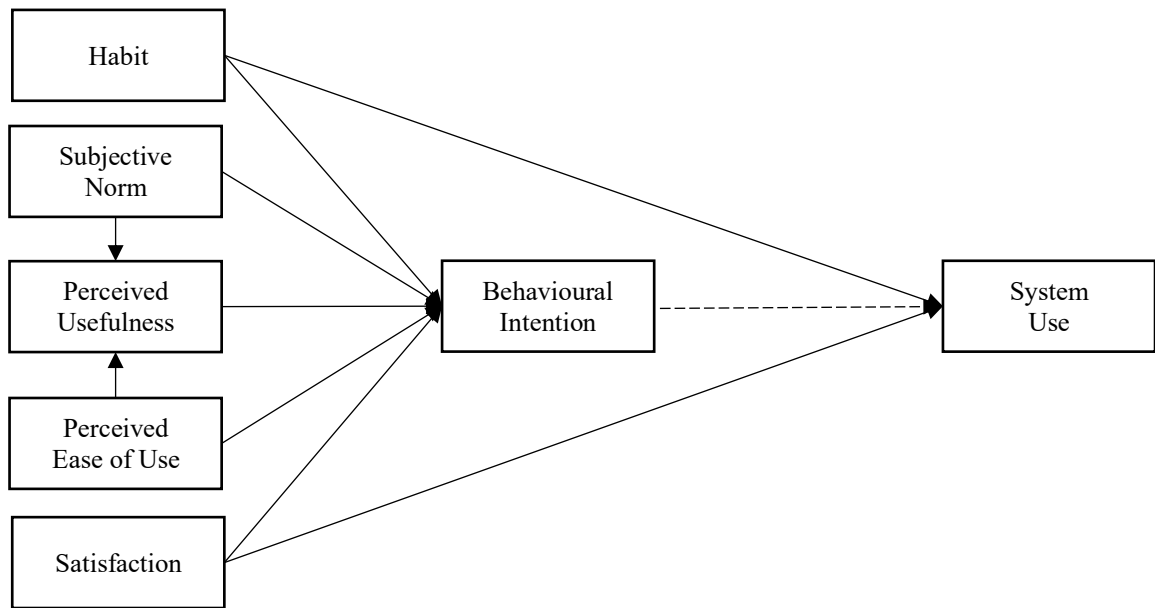 Habit
Subjective
Norm
Perceived
Usefulness
Perceived
Ease of Use
Satisfaction
Behavioural
Intention
System
Use